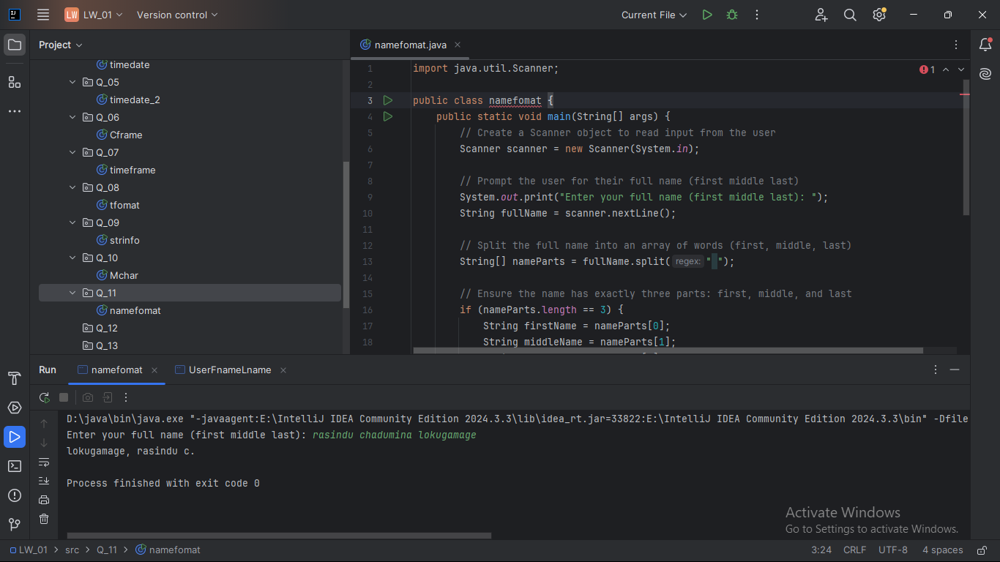 LW LW_01 Version control Current File
Project
timedate
Q_05
timedate_2
Q_06
Cframe
Q_07
timeframe
Q_08
tfomat
Q_09
strinfo
Q_10
Mchar
Q_11
namefomat
Q_12
Q_13
namefomat.java
1
1 import java.util.Scanner;
2
3 public class namefomat {
4 public static void main(String[] args) {
5 // Create a Scanner object to read input from the user
6 Scanner scanner = new Scanner(System.in);
7
8 // Prompt the user for their full name (first middle last)
9 System.out.print("Enter your full name (first middle last): ");
10 String fullName = scanner.nextLine();
11
12 // Split the full name into an array of words (first, middle, last)
13 String[] nameParts = fullName.split( regex: " ");
14
15 // Ensure the name has exactly three parts: first, middle, and last
16 if (nameParts.length == 3) {
17 String firstName = nameParts[0];
18 String middleName = nameParts[1];
Run namefomat UserFnameLname
D:\java\bin\java.exe "-javaagent:E:\IntelliJ IDEA Community Edition 2024.3.3\lib\idea_rt.jar=33822:E:\IntelliJ IDEA Community Edition 2024.3.3\bin" -Dfile
Enter your full name (first middle last): rasindu chadumina lokugamage
lokugamage, rasindu c.
Process finished with exit code 0
Activate Windows
Go to Settings to activate Windows.
LW_01 > src > Q_11 > namefomat 3:24 CRLF UTF-8 4 spaces